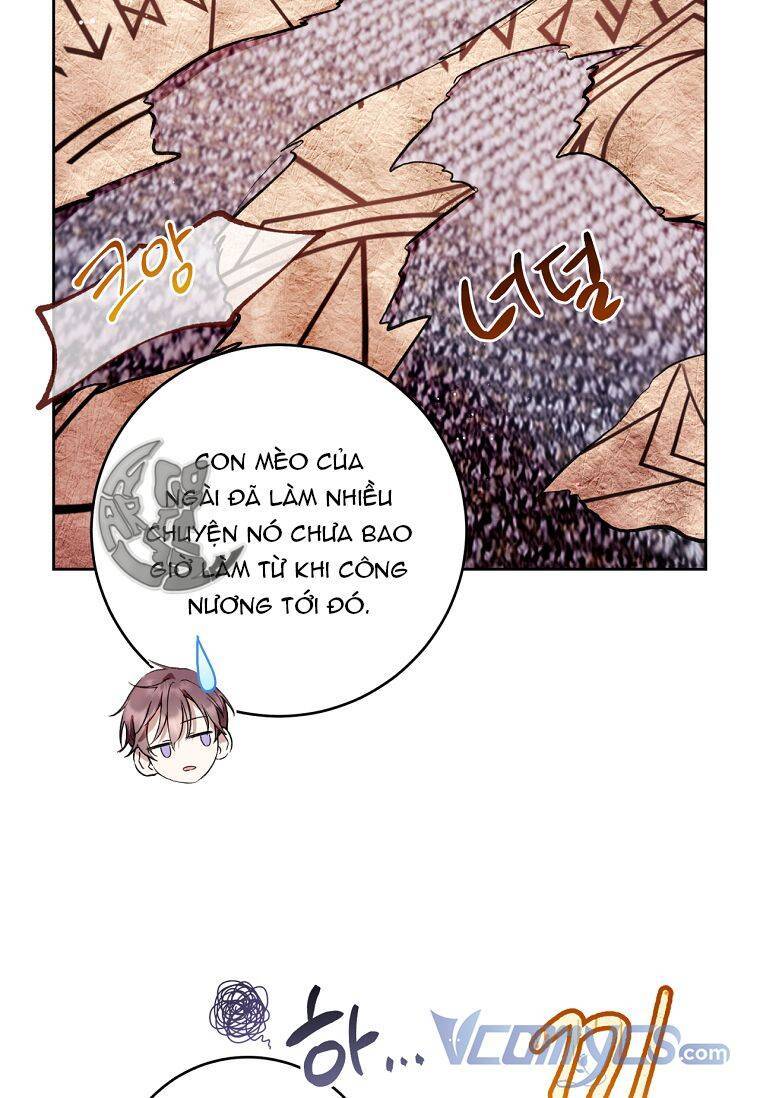 크앙
너덜
CON MÈO CỦA
NGÀI ĐÃ LÀM NHIỀU
CHUYỆN NÓ CHƯA BAO
GIỜ LÀM TỪ KHI CÔNG
NƯƠNG TỚI ĐÓ.
하...
VCOMYCS.com